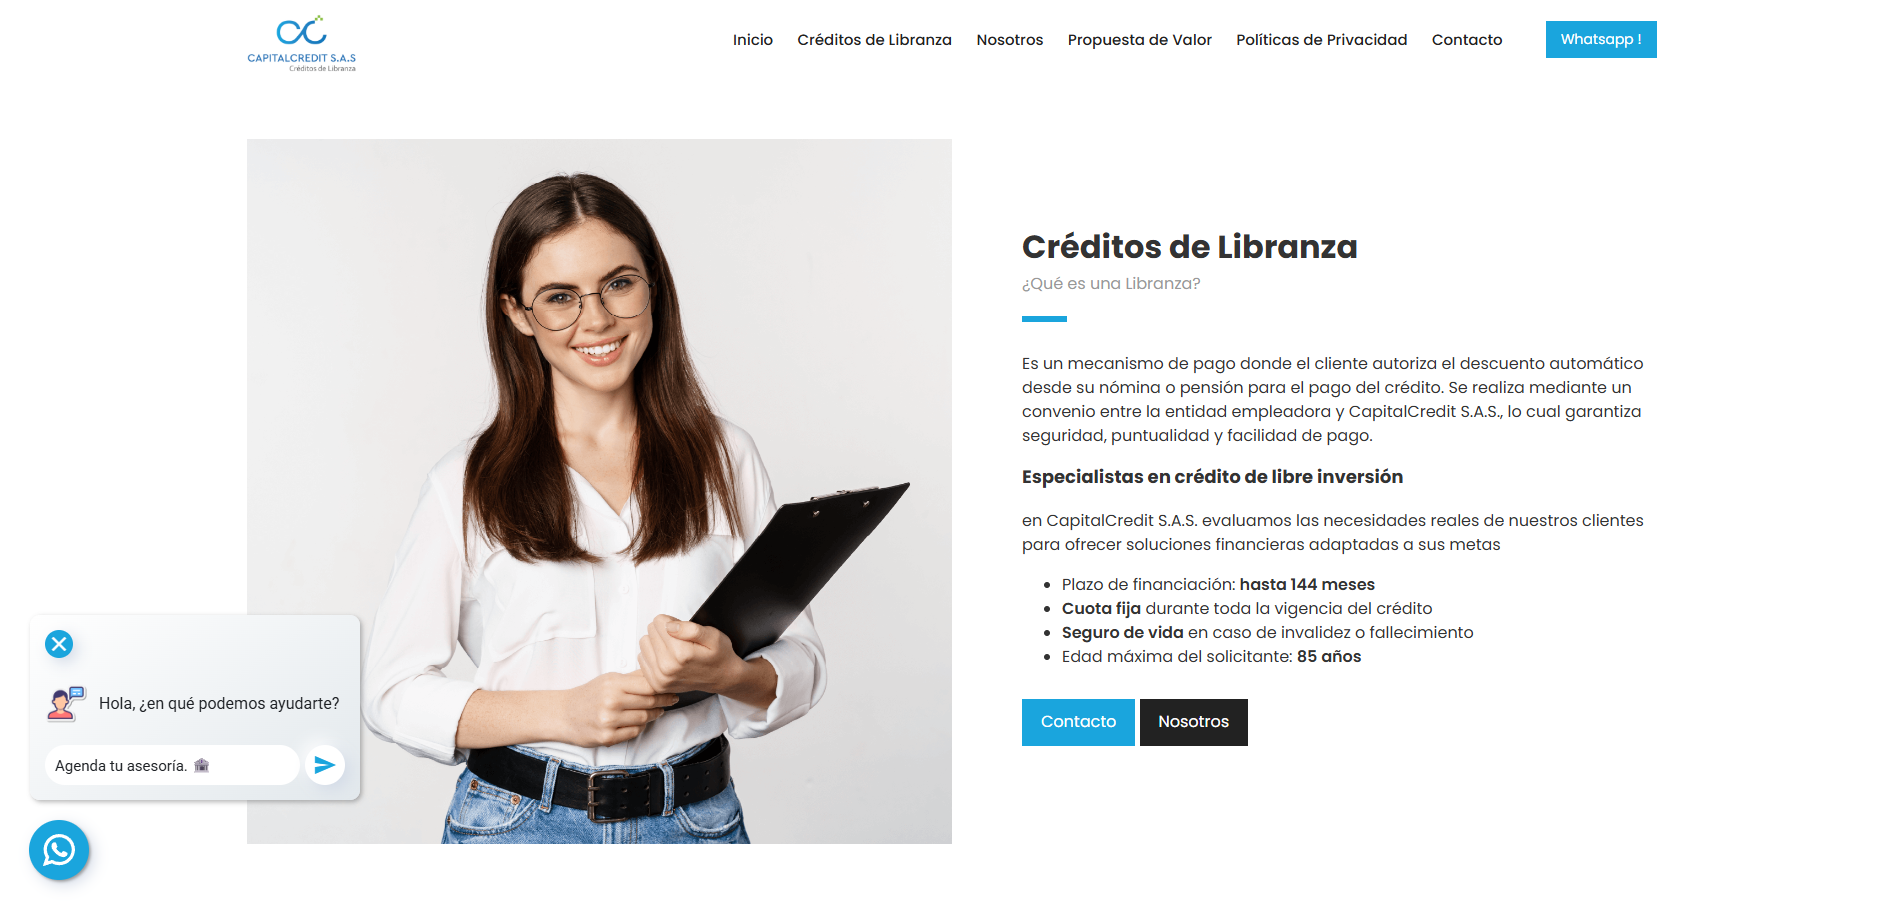 CAPITALCREDIT S.A.S
Créditos de Libranza
Inicio
Créditos de Libranza
Nosotros
Propuesta de Valor
Políticas de Privacidad
Contacto
Whatsapp !
Créditos de Libranza
¿Qué es una Libranza?
Es un mecanismo de pago donde el cliente autoriza el descuento automático
desde su nómina o pensión para el pago del crédito. Se realiza mediante un
convenio entre la entidad empleadora y CapitalCredit S.A.S., lo cual garantiza
seguridad, puntualidad y facilidad de pago.
Especialistas en crédito de libre inversión
en CapitalCredit S.A.S. evaluamos las necesidades reales de nuestros clientes
para ofrecer soluciones financieras adaptadas a sus metas
Plazo de financiación: hasta 144 meses
Cuota fija durante toda la vigencia del crédito
Seguro de vida en caso de invalidez o fallecimiento
Edad máxima del solicitante: 85 años
Contacto
Nosotros
Hola, ¿en qué podemos ayudarte?
Agenda tu asesoría.